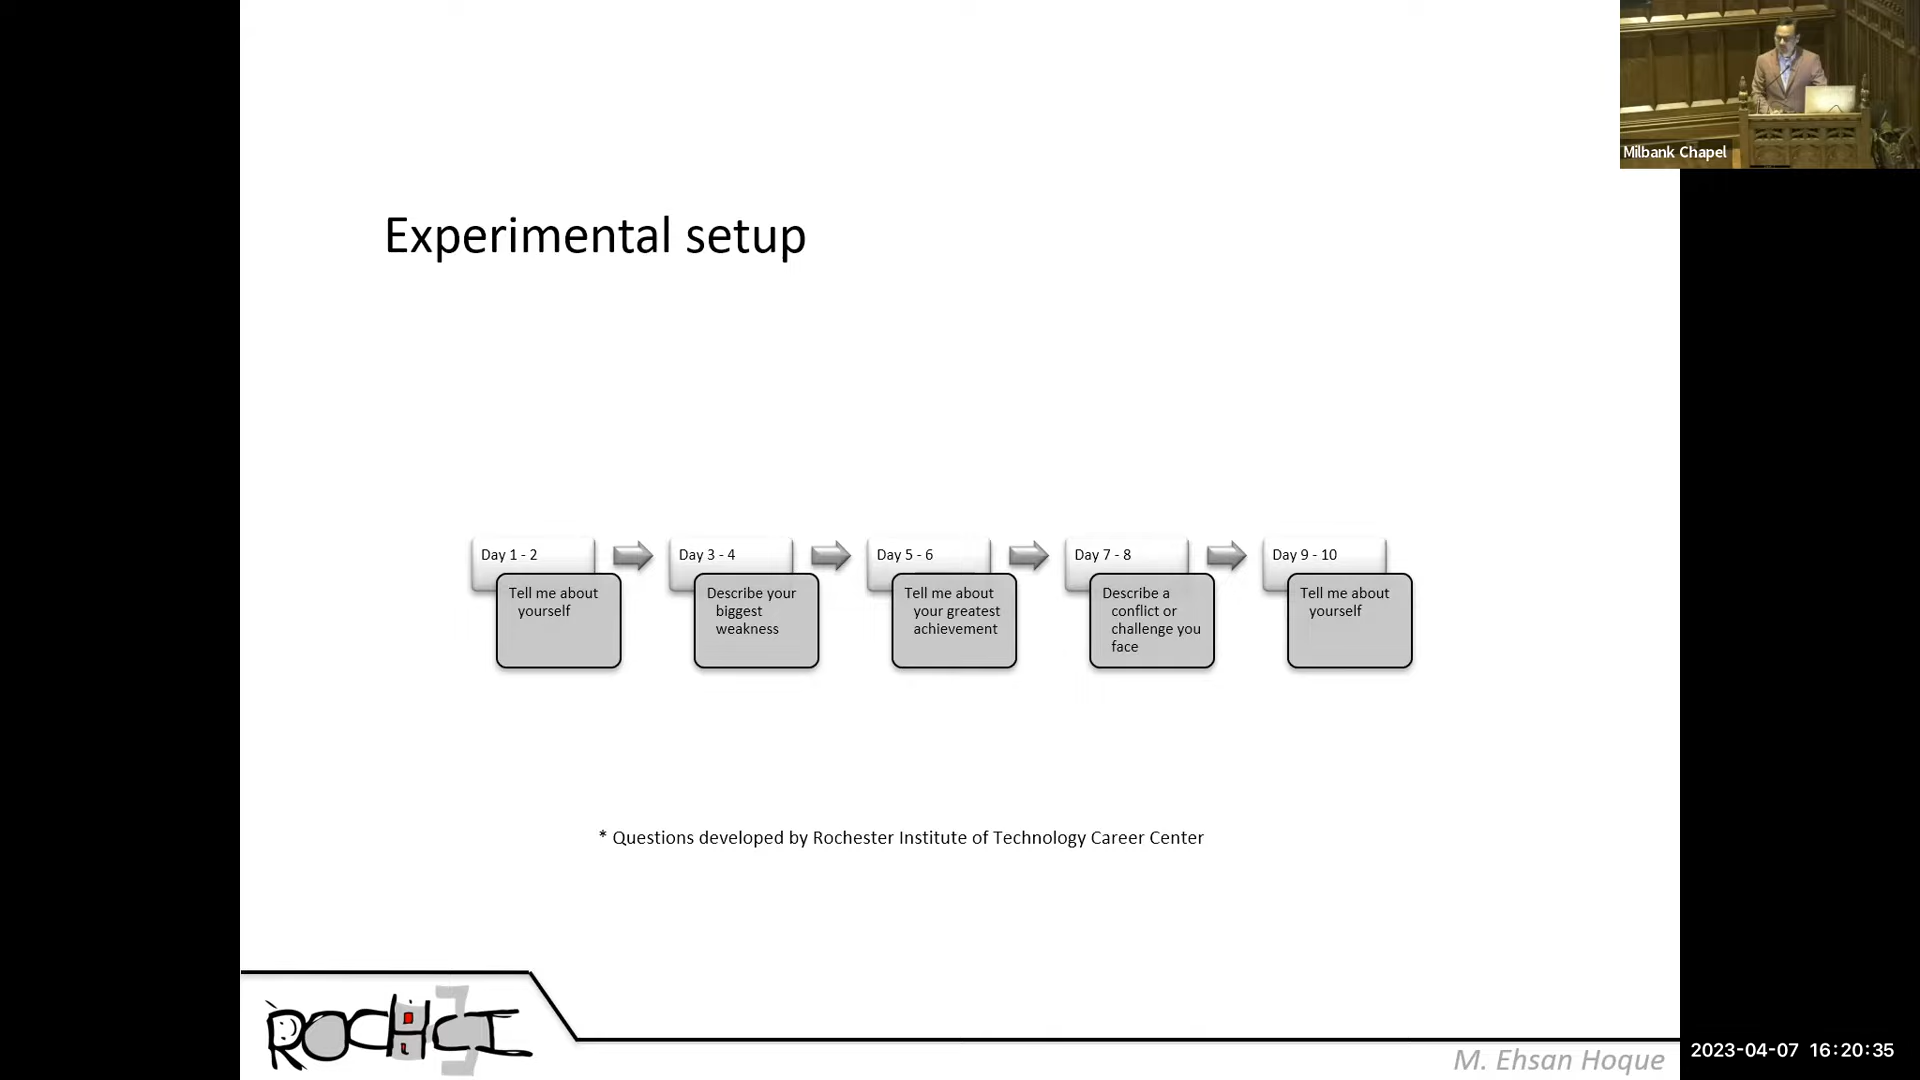 Milbank Chapel
Experimental setup
Day 1 - 2
Tell me about
yourself
Day 3 - 4
Describe your
biggest
weakness
Day 5 - 6
Tell me about
your greatest
achievement
Day 7 - 8
Describe a
conflict or
challenge you
face
Day 9 - 10
Tell me about
yourself
* Questions developed by Rochester Institute of Technology Career Center
ROCHCI
M. Ehsan Hoque
2023-04-07 16:20:35